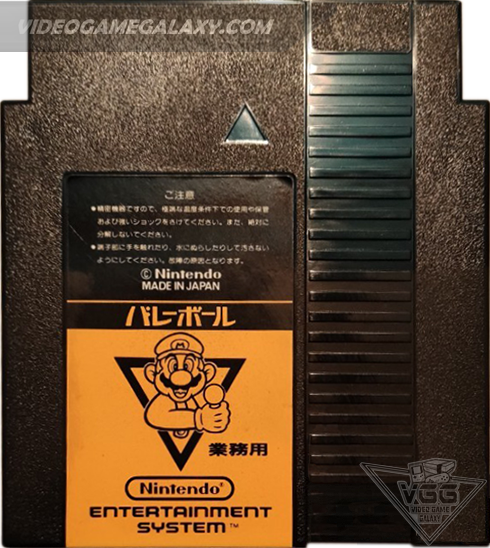 VIDEOGAMEGALAXY.COM
ご注意
●精密機器ですので、極端な温度条件下での使用や保管
および強いショックをさけてください。また、絶対に
分解しないでください。
●端子部に手を触れたり、水にぬらしたりして汚さない
ようにしてください。故障の原因となります。
©Nintendo
MADE IN JAPAN
バレーボール
業務用
Nintendo®
ENTERTAINMENT
SYSTEM™
VGG
VIDEO GAME
GALAXY